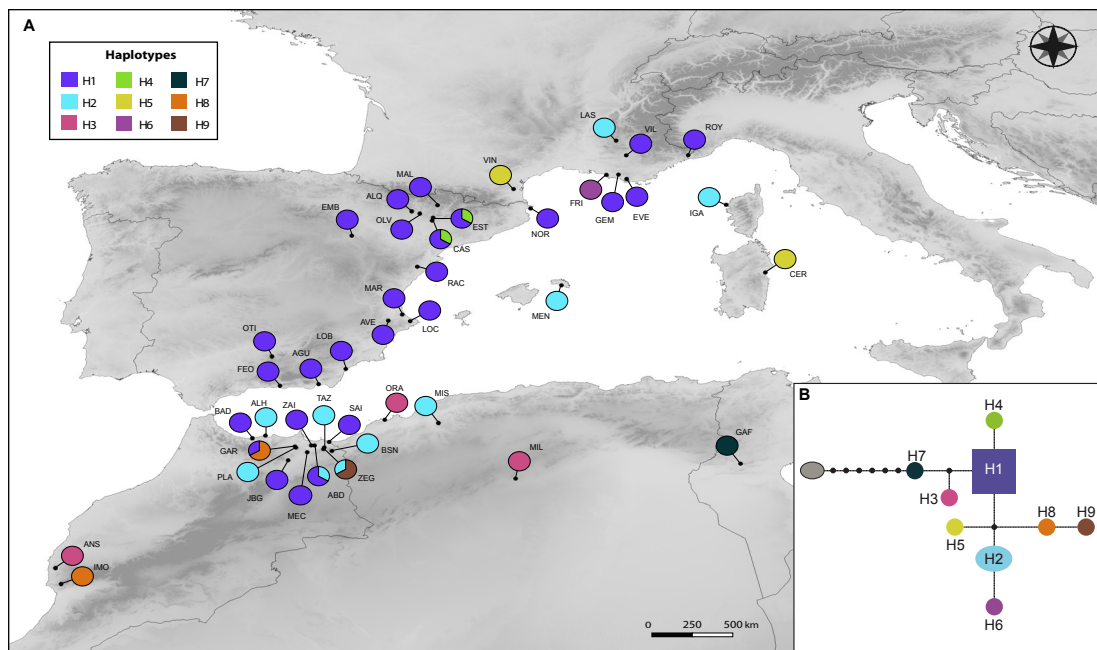 A
Haplotypes
H1 H4 H7
H2 H5 H8
H3 H6 H9
LAS
VIL
ROY
VIN
MAL
ALQ
FRI
GEM
EVE
IGA
EMB
OLV
EST
NOR
CAS
CER
RAC
MEN
MAR
LOC
AVE
OTI
LOB
FEO
AGU
TAZ
ORA
MIS
ALH
ZAI
SAI
BAD
GAF
GAR
BSN
PLA
ZEG
MIL
JBG
ABD
MEC
ANS
IMO
0 250 500 km
B
H4
H7
H1
H3
H8
H9
H5
H2
H6